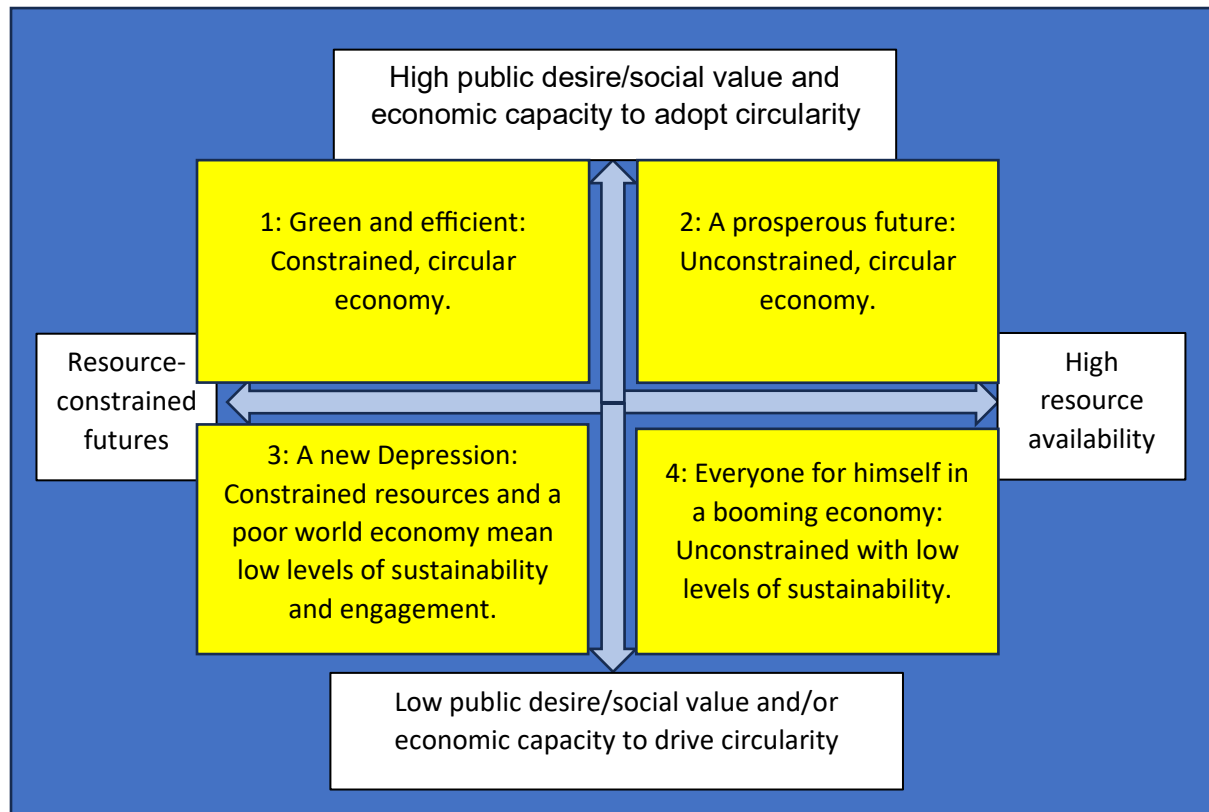 High public desire/social value and
economic capacity to adopt circularity
1: Green and efficient:
Constrained, circular
economy.
2: A prosperous future:
Unconstrained, circular
economy.
Resource-
constrained
futures
High
resource
availability
3: A new Depression:
Constrained resources and a
poor world economy mean
low levels of sustainability
and engagement.
4: Everyone for himself in
a booming economy:
Unconstrained with low
levels of sustainability.
Low public desire/social value and/or
economic capacity to drive circularity